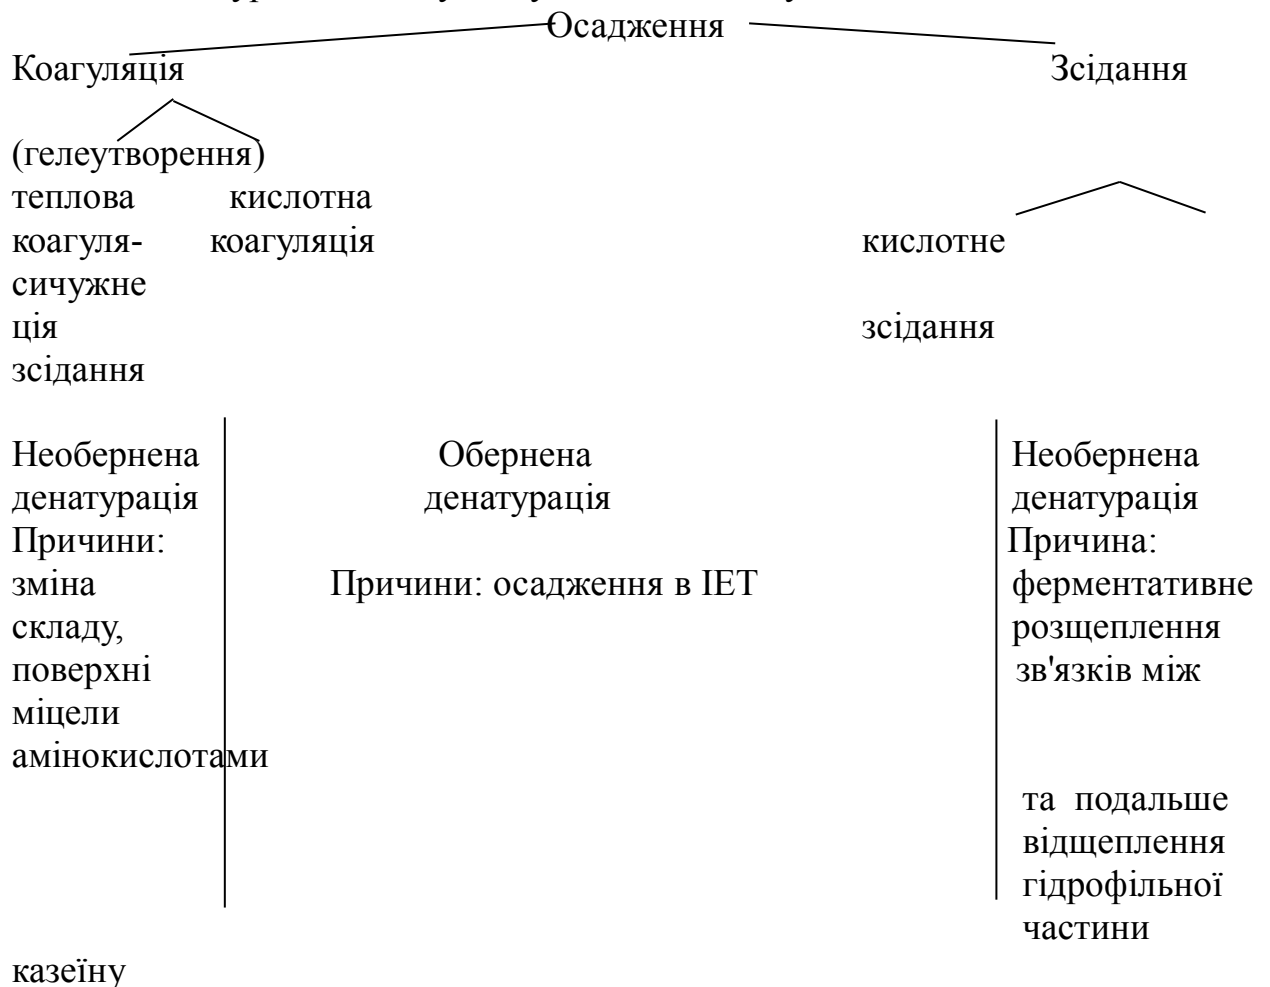 Осадження
Коагуляція Зсідання
(гелеутворення)
теплова кислотна
коагуля- коагуляція кислотне
сичужне
ція зсідання
зсідання
Необернена Обернена Необернена
денатурація денатурація денатурація
Причини: Причина:
зміна Причини: осадження в ІЕТ ферментативне
складу, розщеплення
поверхні зв'язків між
міцели
амінокислотами
та подальше
відщеплення
гідрофільної
частини
казеїну